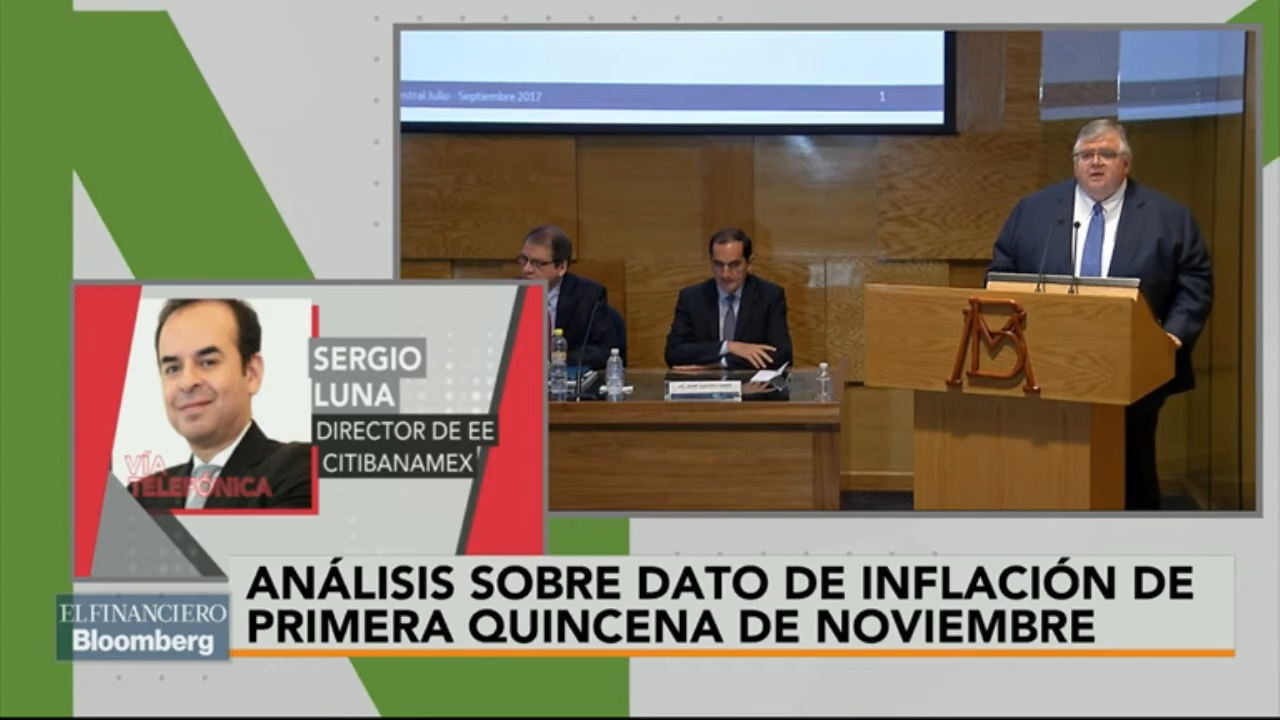 estral Julio - Septiembre 2017
1
SERGIO
LUNA
DIRECTOR DE EE
CITIBANAMEX
VÍA
TELEFÓNICA
EL FINANCIERO
Bloomberg
ANÁLISIS SOBRE DATO DE INFLACIÓN DE
PRIMERA QUINCENA DE NOVIEMBRE